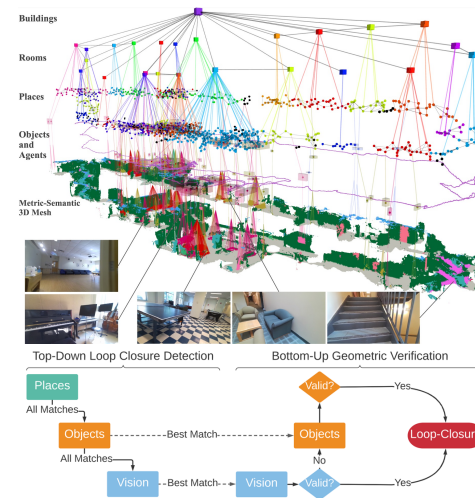 Buildings
Rooms
Places
Objects
and
Agents
Metric-Semantic
3D Mesh
Top-Down Loop Closure Detection
Bottom-Up Geometric Verification
Places
All Matches
Objects
Best Match
Objects
Valid?
Yes
Loop-Closure
All Matches
No
Vision
Best Match
Vision
Valid?
Yes